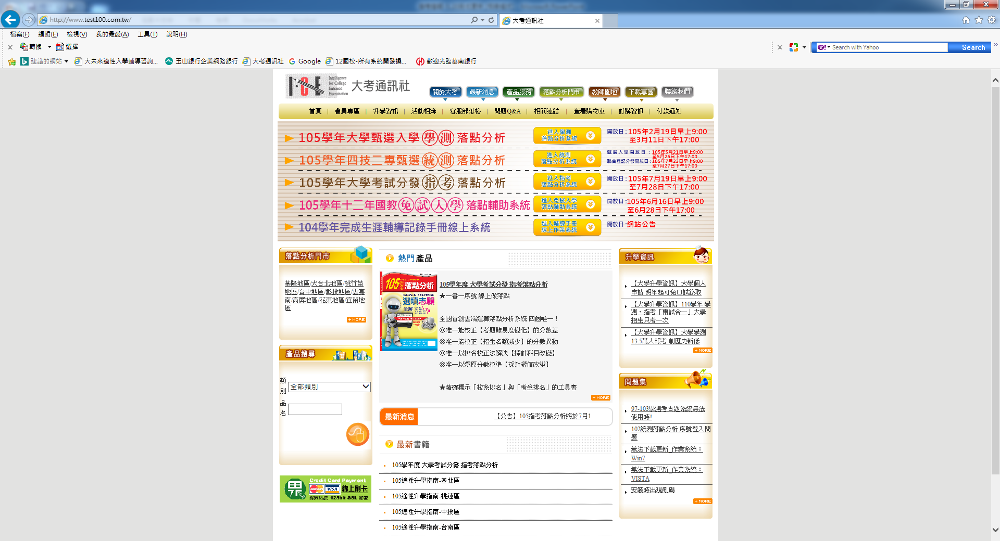 http://www.test100.com.tw/
大考通訊社
檔案(F) 編輯(E) 檢視(V) 我的最愛(A) 工具(T) 說明(H)
轉換 選擇
Search with Yahoo
Search
建議的網站 大未來適性入學輔導咨詢... 玉山銀行企業網路銀行 大考通訊社 Google 12國校-所有系統開發操... 歡迎光臨華南銀行
ICE Intelligence for College Entrance Examination 大考通訊社
關於大考 最新消息 產品服務 落點分析門市 教師園地 下載專區 聯絡我們
首頁 | 會員專區 | 升學資訊 | 活動相簿 | 客服部落格 | 問題Q&A | 相關連結 | 查看購物車 | 訂購資訊 | 付款通知
105學年大學甄選入學學測落點分析
進入學測
落點分析系統
開放日:105年2月19日早上9:00
至3月11日下午17:00
105學年四技二專甄選統測落點分析
進入統測
落點分析系統
甄選入學開放日:105年5月21日早上9:00
至5月26日下午17:00
聯合登記分發開放日:105年7月23日早上9:00
至7月27日下午17:00
105學年大學考試分發指考落點分析
進入指考
落點分析系統
開放日:105年7月19日早上9:00
至7月28日下午17:00
105學年十二年國教免試入學落點輔助系統
進入免試入學
落點輔助系統
開放日:105年6月16日早上9:00
至6月28日下午17:00
104學年完成生涯輔導記錄手冊線上系統
進入輔導手冊
線上作業系統
開放日:網站公告
落點分析門市
基隆地區/大台北地區/桃竹苗
地區/台中地區/彰投地區/雲嘉
南/高屏地區/花東地區/宜蘭地
區
+MORE
產品搜尋
類別
全部類別
品名
Credit Card Payment
VISA 線上刷卡
綠界科技 128bit SSL 加密
熱門產品
105 落點分析
選填志願
全解
105學年度 大學考試分發 指考落點分析
★一書一序號 線上做落點
全國首創雲端運算落點分析系統 四個唯一！
◎唯一能校正【考題難易度變化】的分數差
◎唯一能校正【招生名額減少】的分數異動
◎唯一以排名校正法解決【採計科目改變】
◎唯一以還原分數校準【採計權值改變】
★精確標示「校系排名」與「考生排名」的工具書
+MORE
最新消息
【公告】105指考落點分析將於7月1
最新書籍
105學年度 大學考試分發 指考落點分析
105適性升學指南-基北區
105適性升學指南-桃連區
105適性升學指南-中投區
105適性升學指南-台南區
升學資訊
【大學升學資訊】大學個人
申請 明年起可免口試錄取
【大學升學資訊】110學年 學
測、指考「兩試合一」大學
招生只考一次
【大學升學資訊】大學學測
13.5萬人報考 創歷史新低
+MORE
問題集
97-103學測考古題系統無法
使用時!
102統測落點分析 序號登入問
題
無法下載更新_作業系統：
Win7
無法下載更新_作業系統：
VISTA
安裝時出現亂碼
+MORE